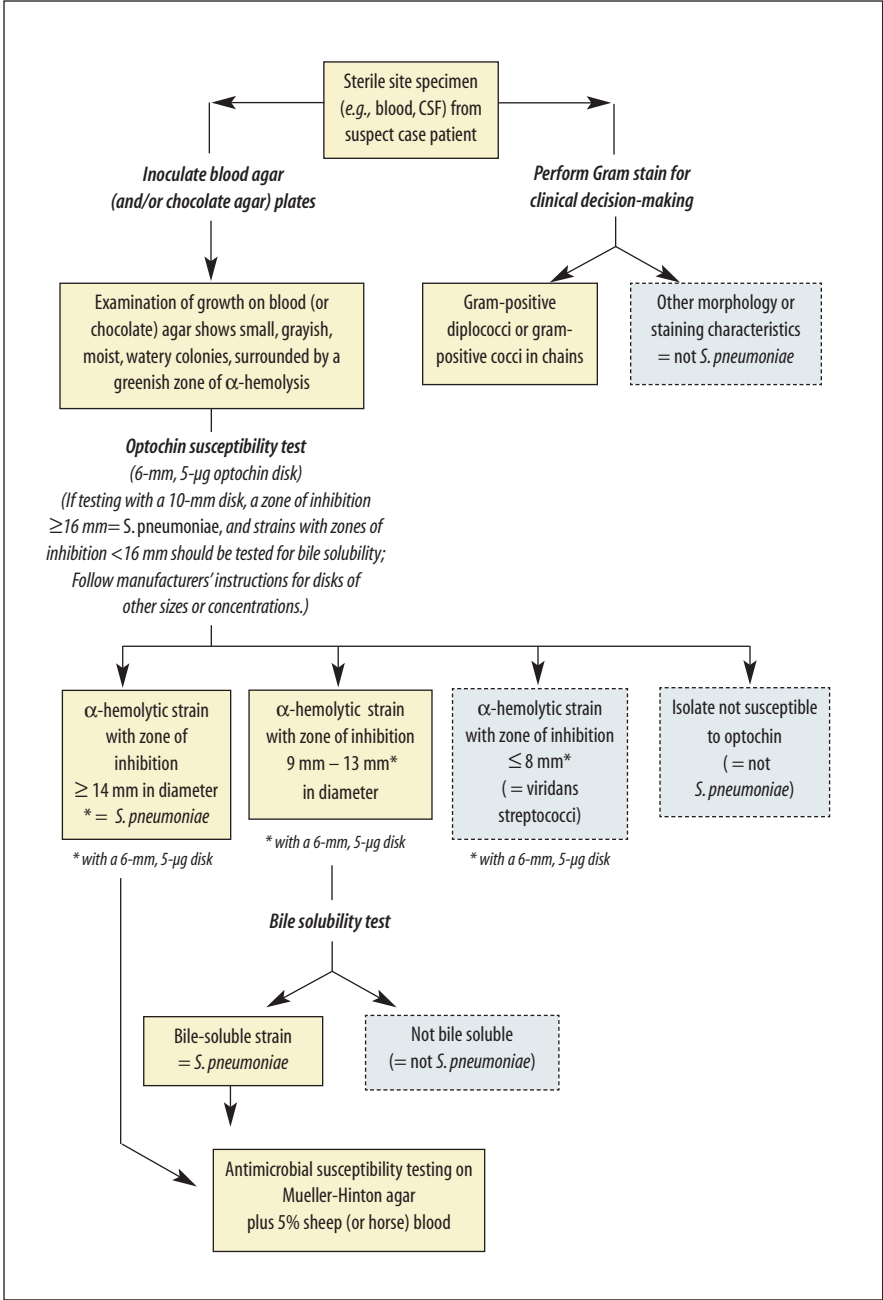 Sterile site specimen
(e.g., blood, CSF) from
suspect case patient
Inoculate blood agar
(and/or chocolate agar) plates
Perform Gram stain for
clinical decision-making
Examination of growth on blood (or
chocolate) agar shows small, grayish,
moist, watery colonies, surrounded by a
greenish zone of α-hemolysis
Gram-positive
diplococci or gram-
positive cocci in chains
Other morphology or
staining characteristics
= not S. pneumoniae
Optochin susceptibility test
(6-mm, 5-µg optochin disk)
(If testing with a 10-mm disk, a zone of inhibition
≥16 mm= S. pneumoniae, and strains with zones of
inhibition <16 mm should be tested for bile solubility;
Follow manufacturers’ instructions for disks of
other sizes or concentrations.)
α-hemolytic strain
with zone of
inhibition
≥ 14 mm in diameter
* = S. pneumoniae
* with a 6-mm, 5-µg disk
α-hemolytic strain
with zone of inhibition
9 mm – 13 mm*
in diameter
* with a 6-mm, 5-µg disk
α-hemolytic strain
with zone of inhibition
≤ 8 mm*
( = viridans
streptococci)
* with a 6-mm, 5-µg disk
Isolate not susceptible
to optochin
( = not
S. pneumoniae)
Bile solubility test
Bile-soluble strain
= S. pneumoniae
Not bile soluble
(= not S. pneumoniae)
Antimicrobial susceptibility testing on
Mueller-Hinton agar
plus 5% sheep (or horse) blood